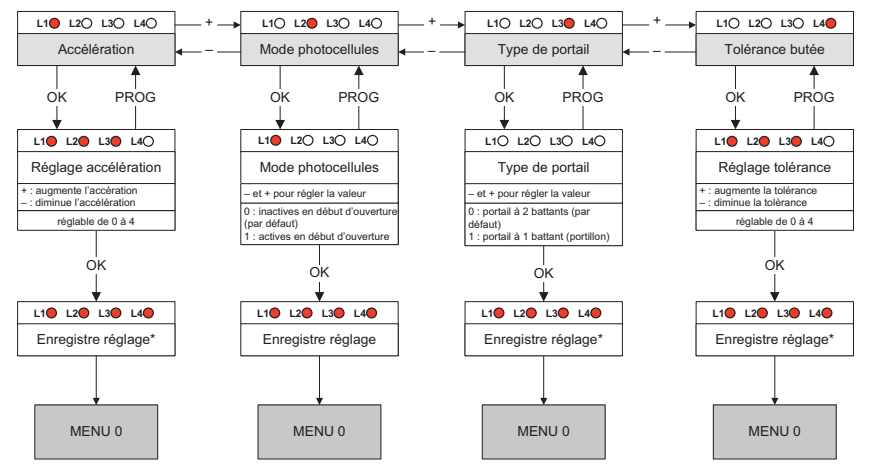 L1 L2 L3 L4 + L1 L2 L3 L4 + L1 L2 L3 L4 + L1 L2 L3 L4
Accélération – Mode photocellules – Type de portail – Tolérance butée
OK PROG OK PROG OK PROG OK PROG
L1 L2 L3 L4
Réglage accélération
+ : augmente l'accération
– : diminue l'accélération
réglable de 0 à 4
L1 L2 L3 L4
Mode photocellules
– et + pour régler la valeur
0 : inactives en début d'ouverture
(par défaut)
1 : actives en début d'ouverture
L1 L2 L3 L4
Type de portail
– et + pour régler la valeur
0 : portail à 2 battants (par
défaut)
1 : portail à 1 battant (portillon)
L1 L2 L3 L4
Réglage tolérance
+ : augmente la tolérance
– : diminue la tolérance
réglable de 0 à 4
OK OK OK OK
L1 L2 L3 L4 L1 L2 L3 L4 L1 L2 L3 L4 L1 L2 L3 L4
Enregistre réglage* Enregistre réglage Enregistre réglage* Enregistre réglage*
MENU 0 MENU 0 MENU 0 MENU 0